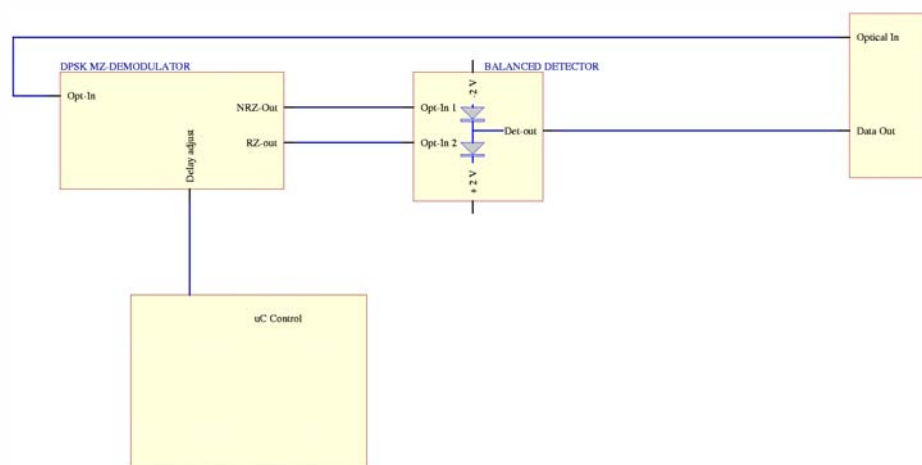 Optical In
DPSK MZ-DEMODULATOR
BALANCED DETECTOR
Opt-In
-2 V
NRZ-Out
Opt-In 1
RZ-out
Opt-In 2
Det-out
Data Out
Delay adjust
+ 2 V
uC Control